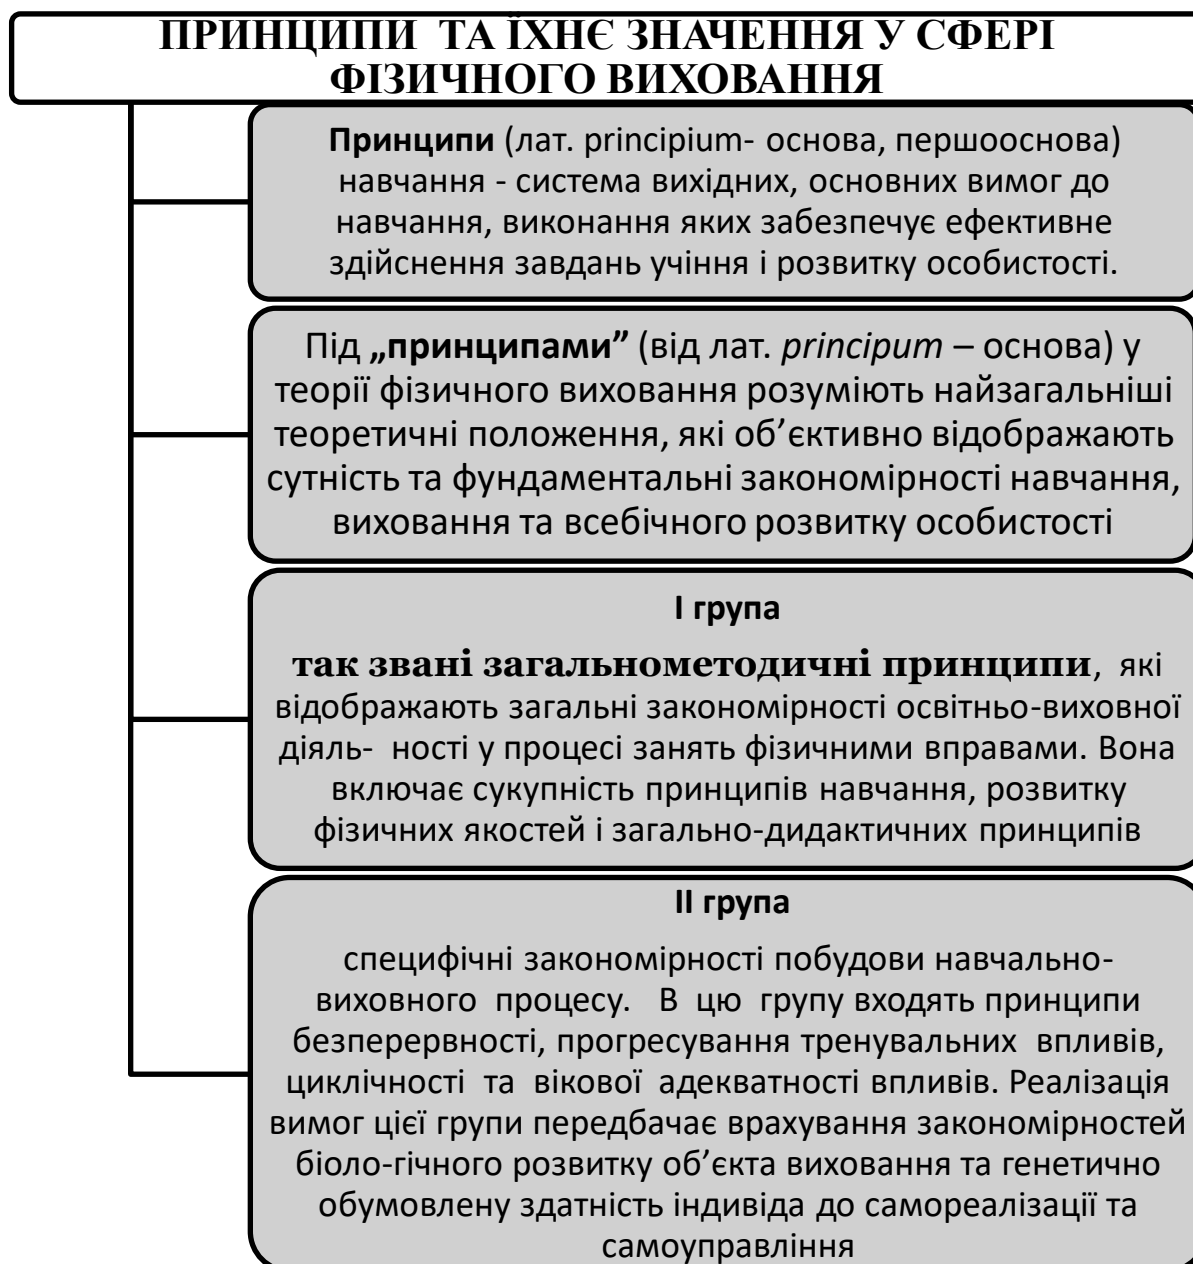 ПРИНЦИПИ ТА ЇХНЄ ЗНАЧЕННЯ У СФЕРІ
ФІЗИЧНОГО ВИХОВАННЯ
Принципи (лат. principium- основа, першооснова)
навчання - система вихідних, основних вимог до
навчання, виконання яких забезпечує ефективне
здійснення завдань учіння і розвитку особистості.
Під „принципами” (від лат. principum – основа) у
теорії фізичного виховання розуміють найзагальніші
теоретичні положення, які об’єктивно відображають
сутність та фундаментальні закономірності навчання,
виховання та всебічного розвитку особистості
І група
так звані загальнометодичні принципи, які
відображають загальні закономірності освітньо-виховної
діяль- ності у процесі занять фізичними вправами. Вона
включає сукупність принципів навчання, розвитку
фізичних якостей і загально-дидактичних принципів
ІІ група
специфічні закономірності побудови навчально-
виховного процесу. В цю групу входять принципи
безперервності, прогресування тренувальних впливів,
циклічності та вікової адекватності впливів. Реалізація
вимог цієї групи передбачає врахування закономірностей
біоло-гічного розвитку об’єкта виховання та генетично
обумовлену здатність індивіда до самореалізації та
самоуправління